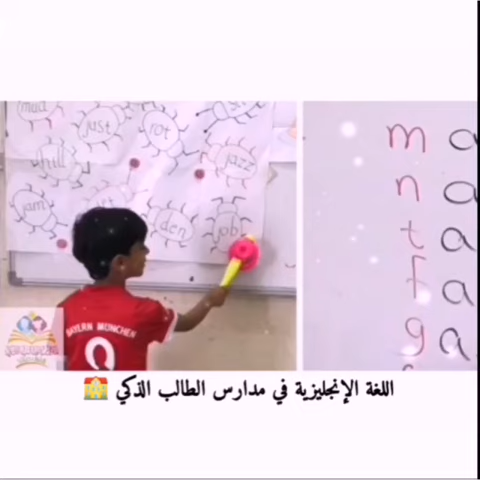 mud
just
rot
hill
jazz
jam
den
job
BAYERN MÜNCHEN
m a
n a
t a
f a
g a
اللغة الإنجليزية في مدارس الطالب الذكي